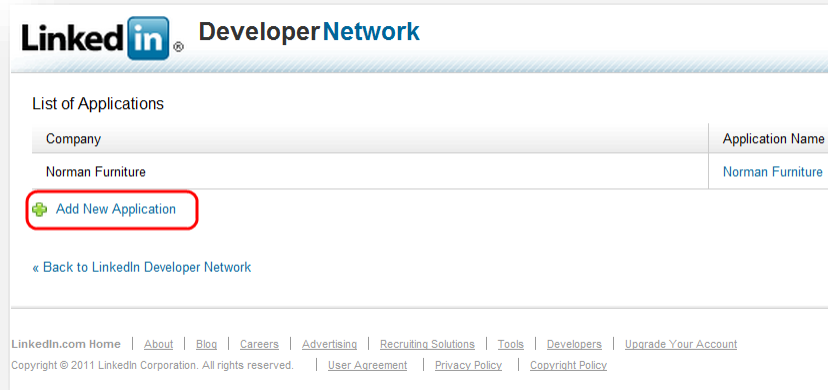 Linked in ® DeveloperNetwork
List of Applications
Company Application Name
Norman Furniture Norman Furniture
Add New Application
« Back to LinkedIn Developer Network
LinkedIn.com Home | About | Blog | Careers | Advertising | Recruiting Solutions | Tools | Developers | Upgrade Your Account
Copyright © 2011 LinkedIn Corporation. All rights reserved. | User Agreement | Privacy Policy | Copyright Policy